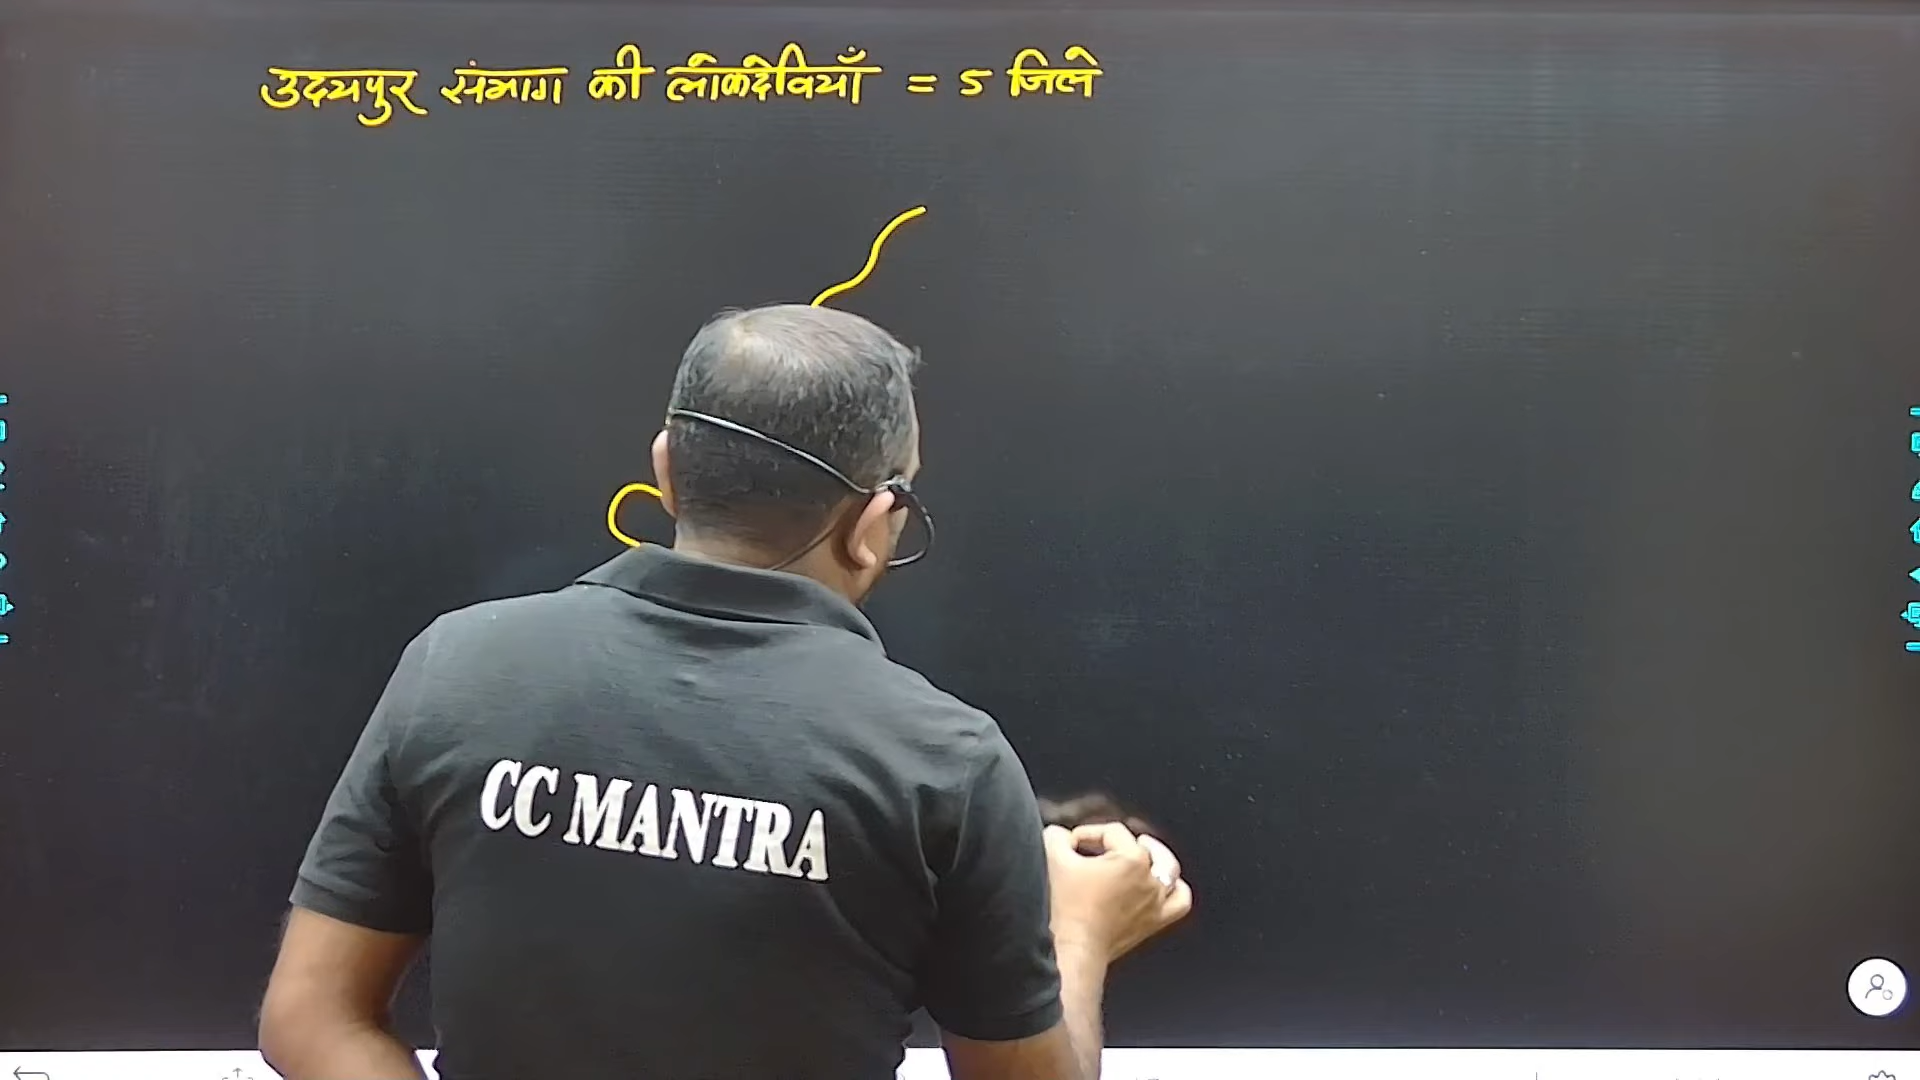 उदयपुर संभाग की लोकदेवियाँ = 5 जिले
CC MANTRA